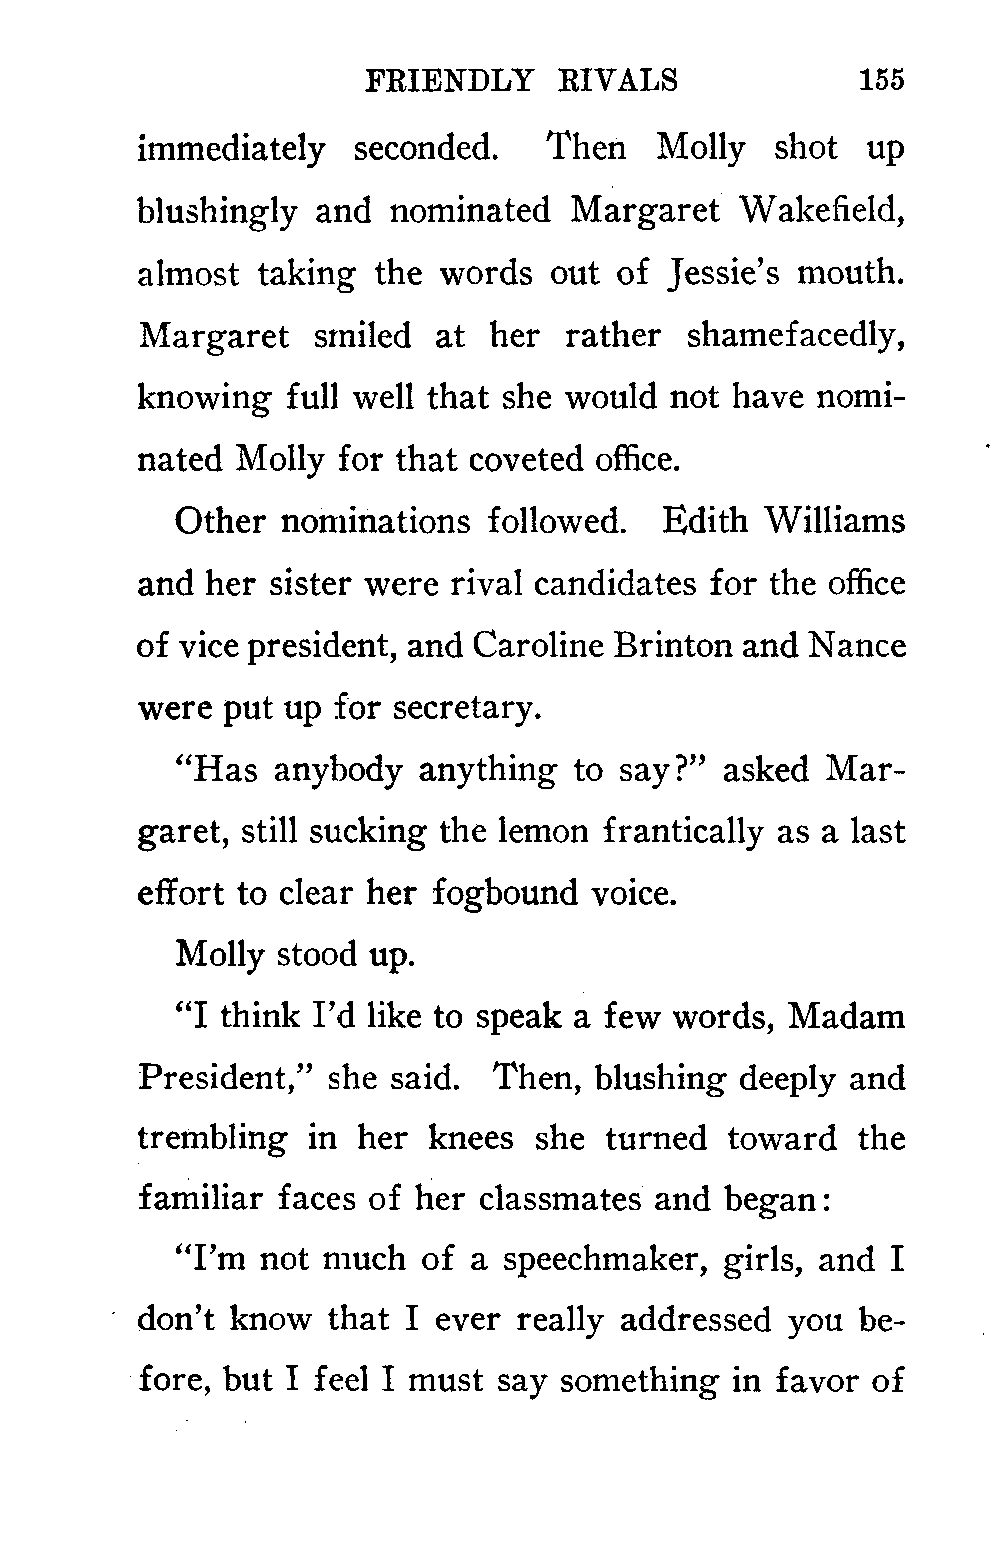 FRIENDLY RIVALS 155
immediately seconded. Then Molly shot up
blushingly and nominated Margaret Wakefield,
almost taking the words out of Jessie's mouth.
Margaret smiled at her rather shamefacedly,
knowing full well that she would not have nomi-
nated Molly for that coveted office.
Other nominations followed. Edith Williams
and her sister were rival candidates for the office
of vice president, and Caroline Brinton and Nance
were put up for secretary.
“Has anybody anything to say?” asked Mar-
garet, still sucking the lemon frantically as a last
effort to clear her fogbound voice.
Molly stood up.
“I think I'd like to speak a few words, Madam
President,” she said. Then, blushing deeply and
trembling in her knees she turned toward the
familiar faces of her classmates and began:
“I'm not much of a speechmaker, girls, and I
don't know that I ever really addressed you be-
fore, but I feel I must say something in favor of